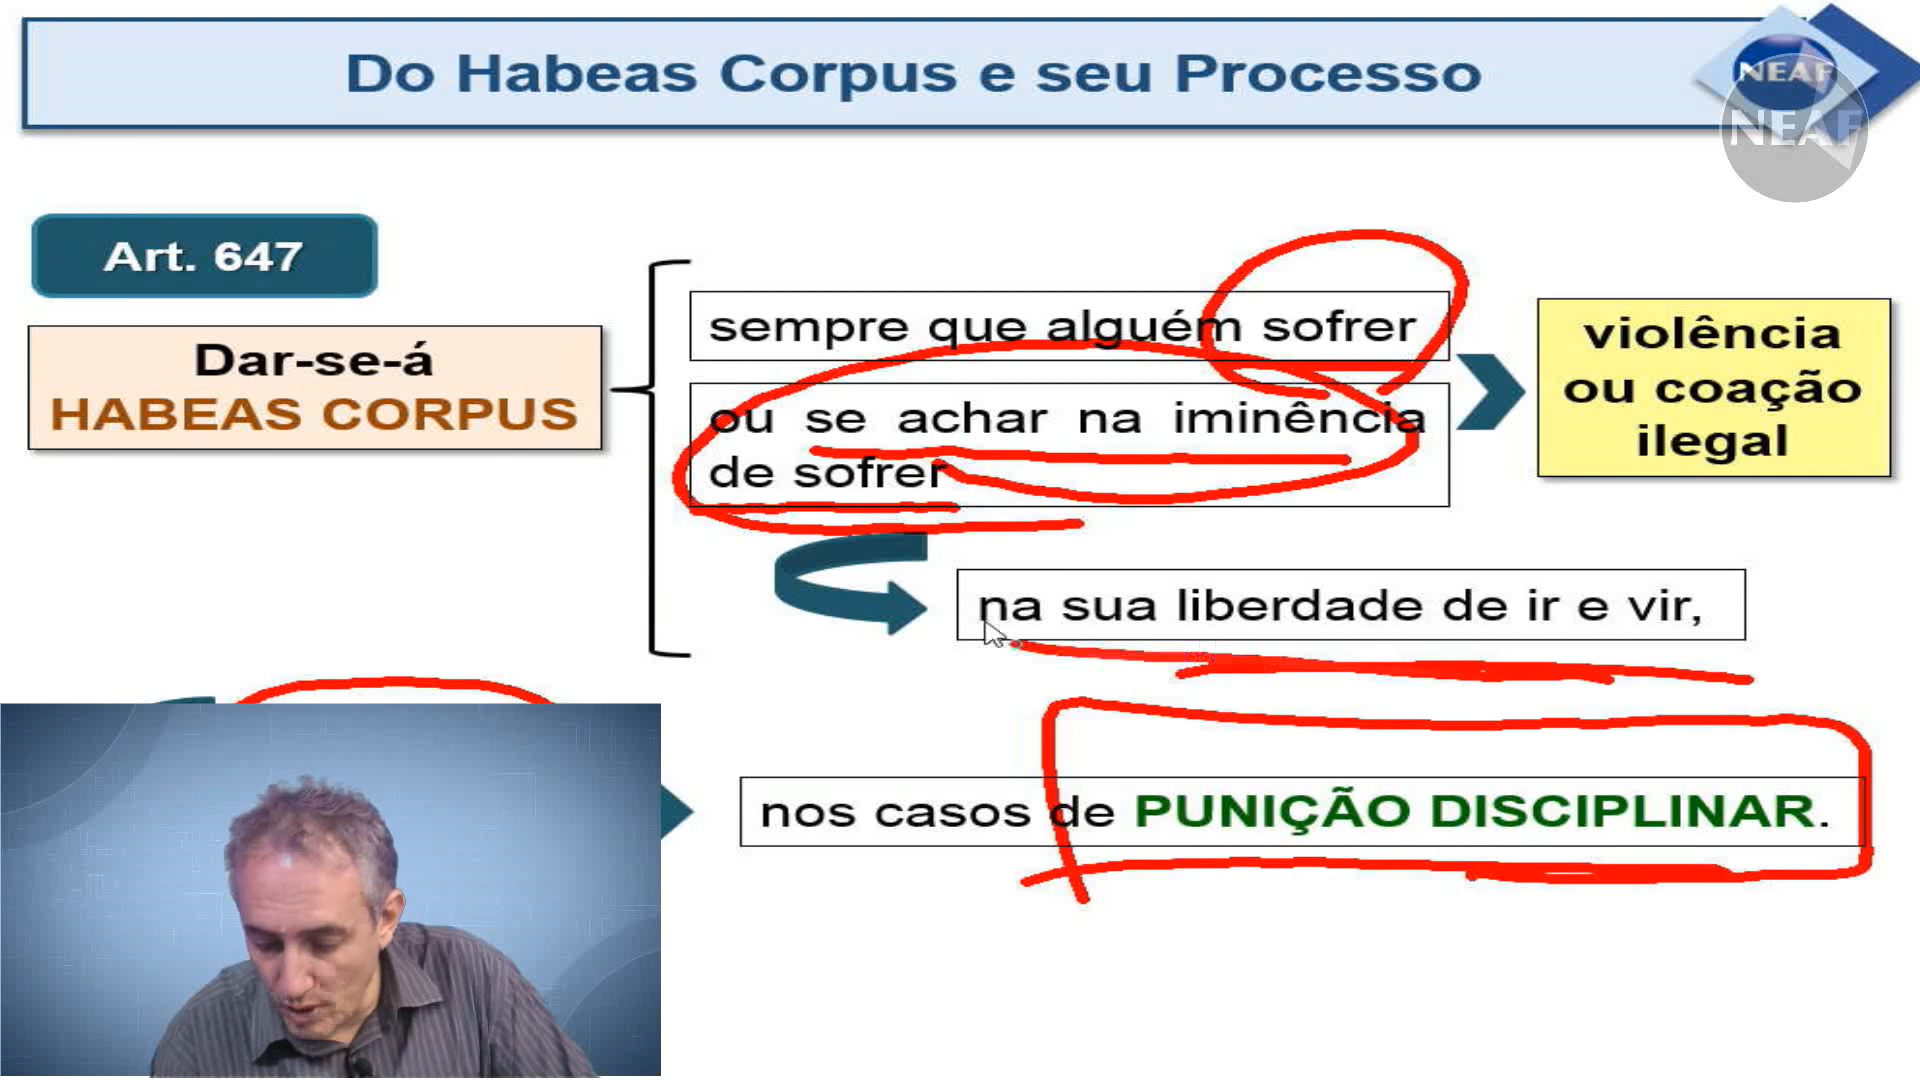 Do Habeas Corpus e seu Processo
NEAF
NEAF
Art. 647
Dar-se-á
HABEAS CORPUS
sempre que alguém sofrer
ou se achar na iminência
de sofrer
violência
ou coação
ilegal
na sua liberdade de ir e vir,
nos casos de PUNIÇÃO DISCIPLINAR.